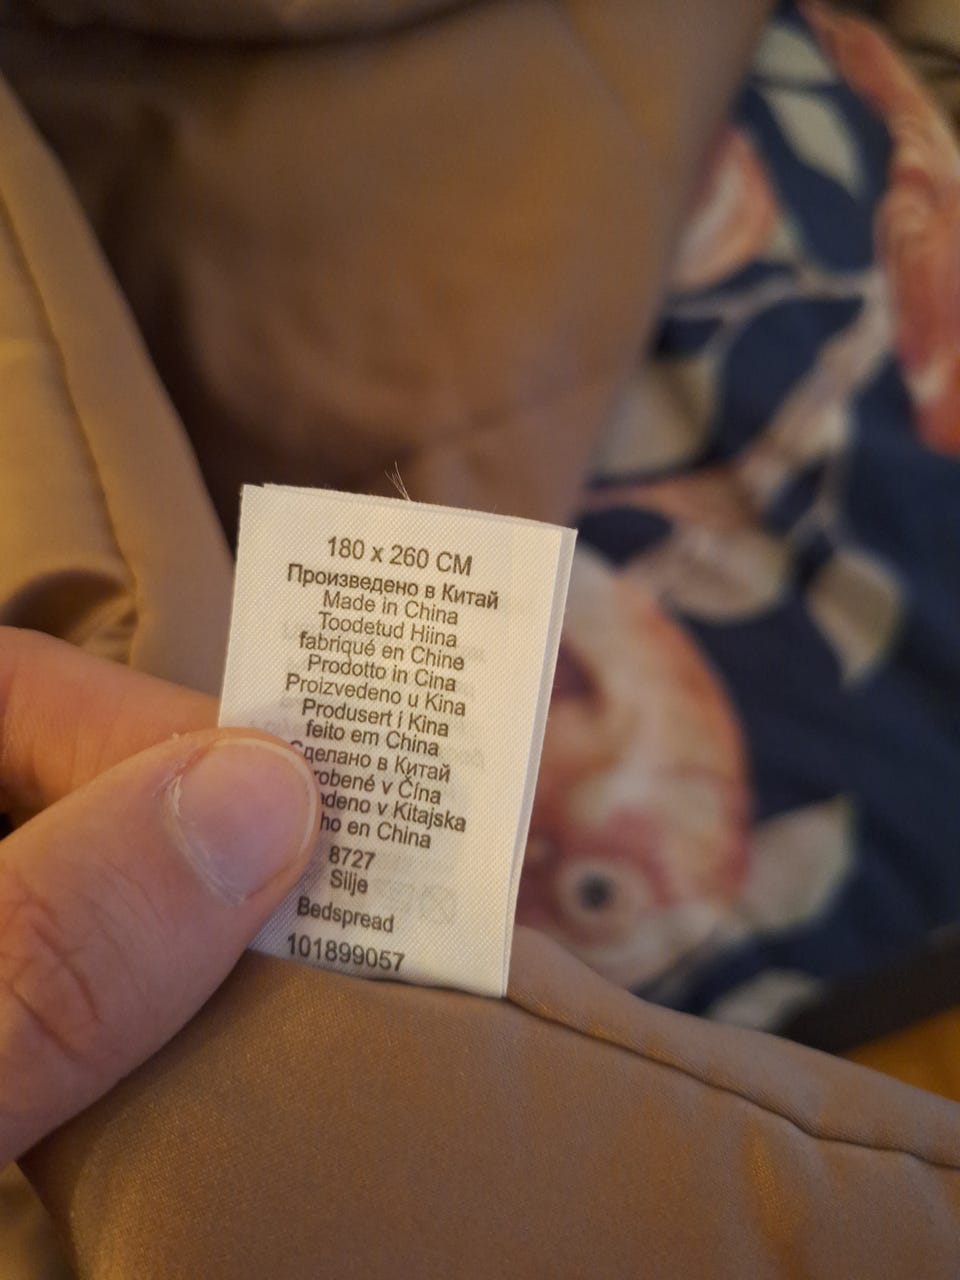 180 x 260 CM
Произведено в Китай
Made in China
Toodetud Hiina
fabriqué en Chine
Prodotto in Cina
Proizvedeno u Kina
Produsert i Kina
feito em China
Сделано в Китай
v Čína
v Kitajska
en China
8727
Silje
Bedspread
101899057